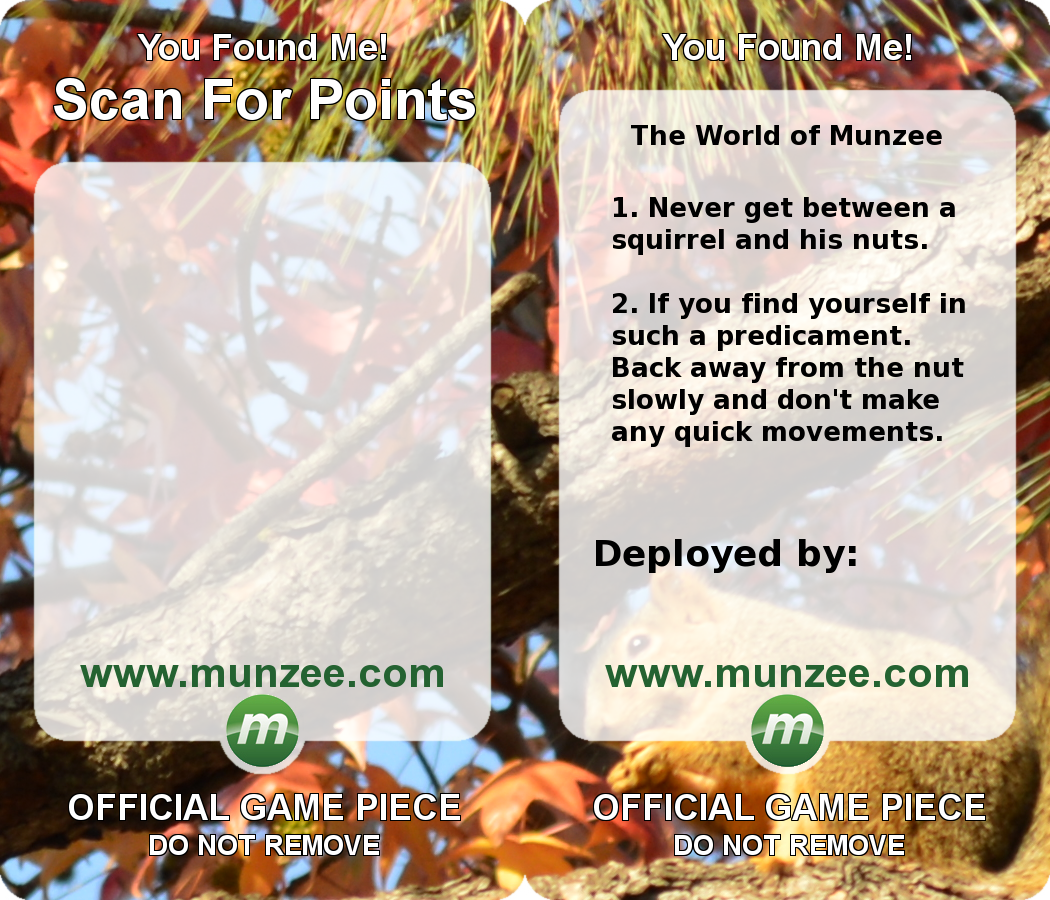 You Found Me!
Scan For Points
www.munzee.com
m
OFFICIAL GAME PIECE
DO NOT REMOVE
You Found Me!
The World of Munzee
1. Never get between a
squirrel and his nuts.
2. If you find yourself in
such a predicament.
Back away from the nut
slowly and don't make
any quick movements.
Deployed by:
www.munzee.com
m
OFFICIAL GAME PIECE
DO NOT REMOVE